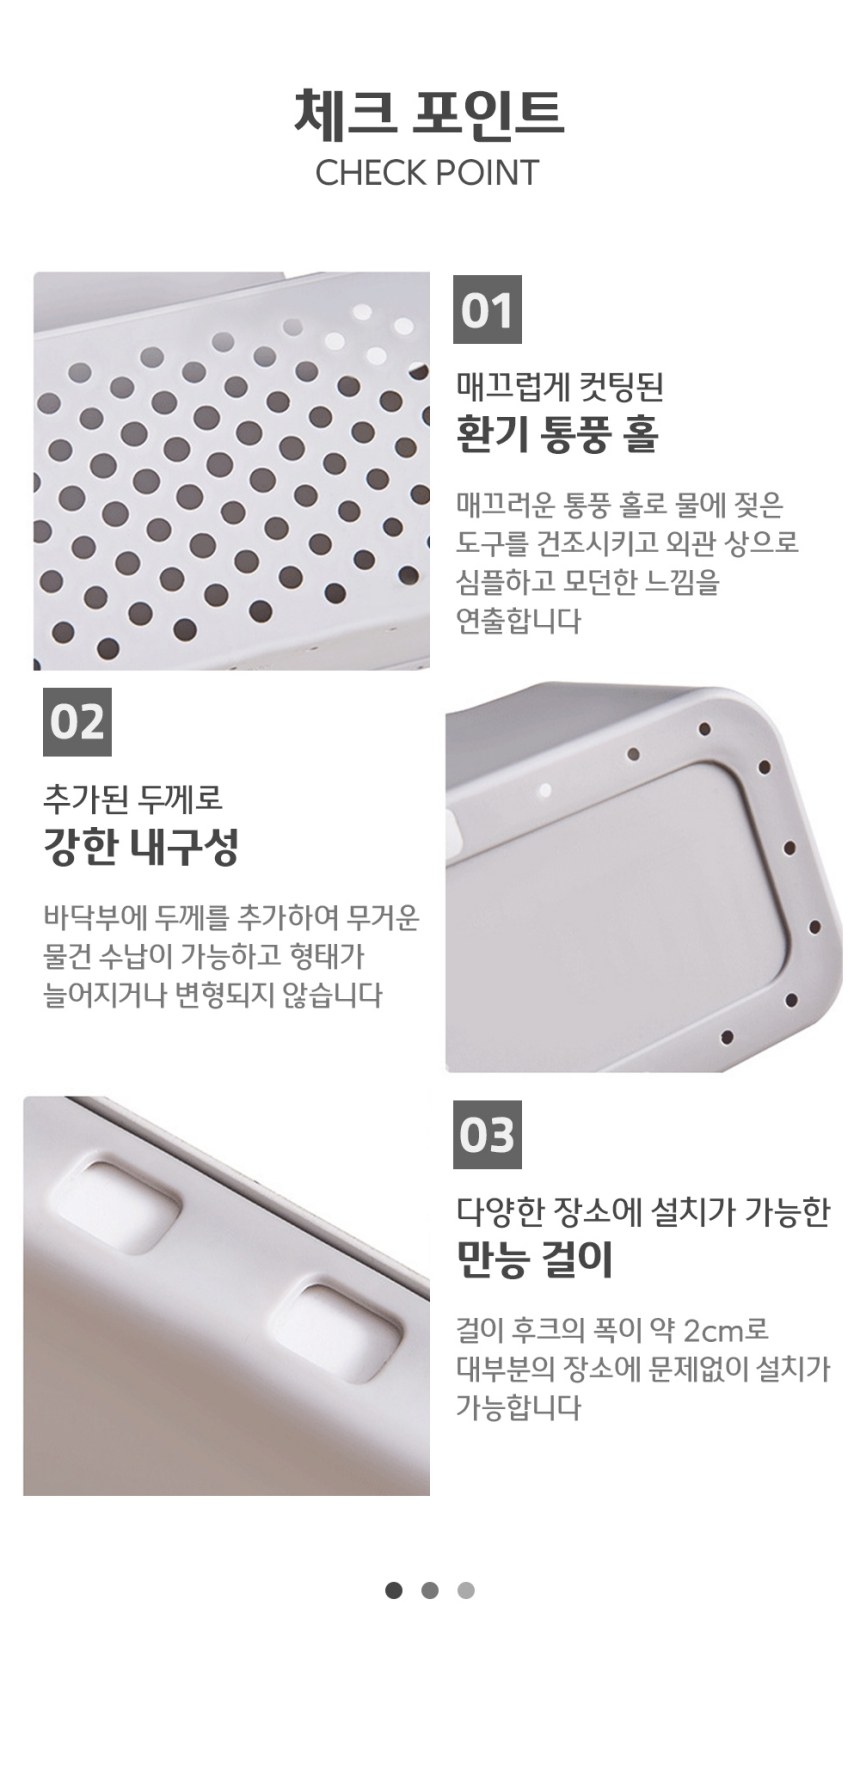 체크 포인트
CHECK POINT
01
매끄럽게 컷팅된
환기 통풍 홀
매끄러운 통풍 홀로 물에 젖은
도구를 건조시키고 외관 상으로
심플하고 모던한 느낌을
연출합니다
02
추가된 두께로
강한 내구성
바닥부에 두께를 추가하여 무거운
물건 수납이 가능하고 형태가
늘어지거나 변형되지 않습니다
03
다양한 장소에 설치가 가능한
만능 걸이
걸이 후크의 폭이 약 2cm로
대부분의 장소에 문제없이 설치가
가능합니다